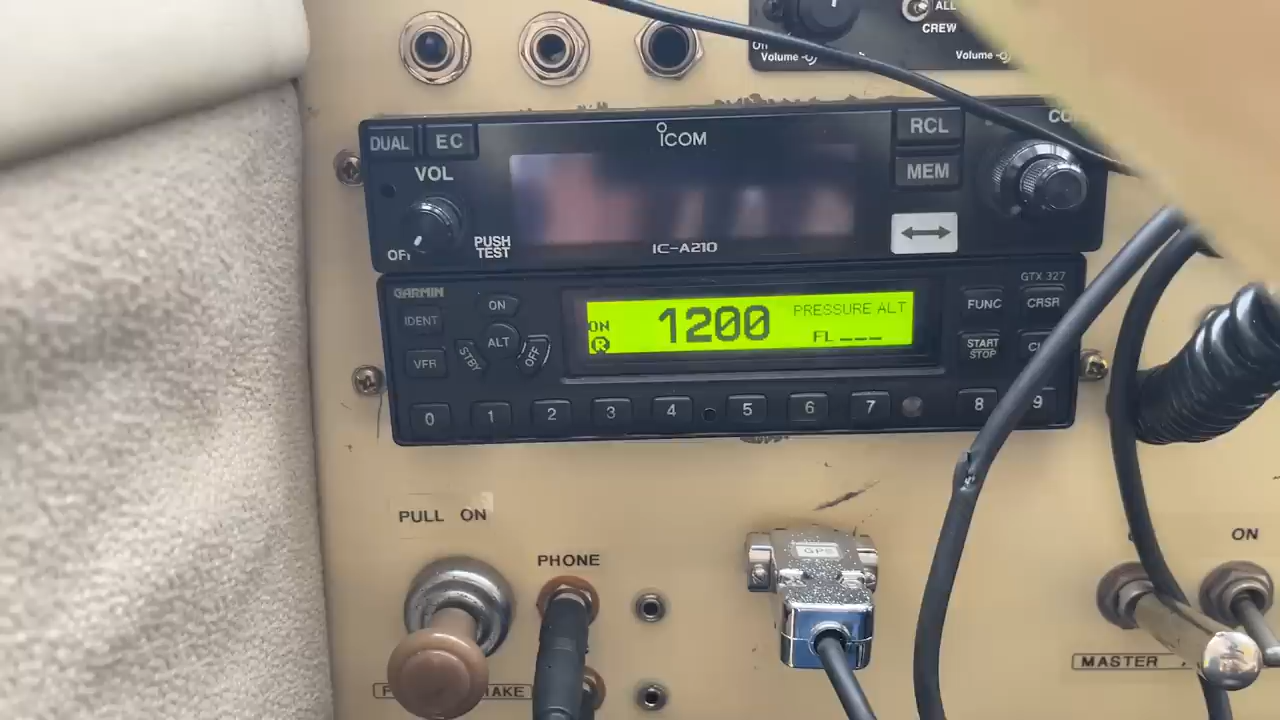 ALL
CREW
Off
Volume
Volume
DUAL
EC
ICOM
RCL
VOL
MEM
PUSH
TEST
IC-A210
GARMIN
GTX 327
IDENT
ON
FUNC
CRSR
ON
1200
PRESSURE ALT
R
FL ___
ALT
STBY
OFF
START
STOP
VFR
0
1
2
3
4
5
6
7
8
9
PULL ON
PHONE
GPS
ON
MASTER